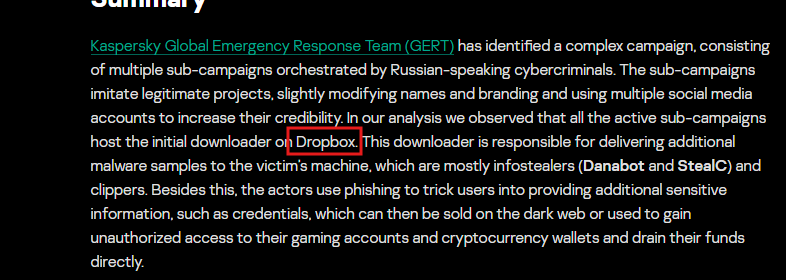 Summary
Kaspersky Global Emergency Response Team (GERT) has identified a complex campaign, consisting
of multiple sub-campaigns orchestrated by Russian-speaking cybercriminals. The sub-campaigns
imitate legitimate projects, slightly modifying names and branding and using multiple social media
accounts to increase their credibility. In our analysis we observed that all the active sub-campaigns
host the initial downloader on Dropbox. This downloader is responsible for delivering additional
malware samples to the victim's machine, which are mostly infostealers (Danabot and StealC) and
clippers. Besides this, the actors use phishing to trick users into providing additional sensitive
information, such as credentials, which can then be sold on the dark web or used to gain
unauthorized access to their gaming accounts and cryptocurrency wallets and drain their funds
directly.